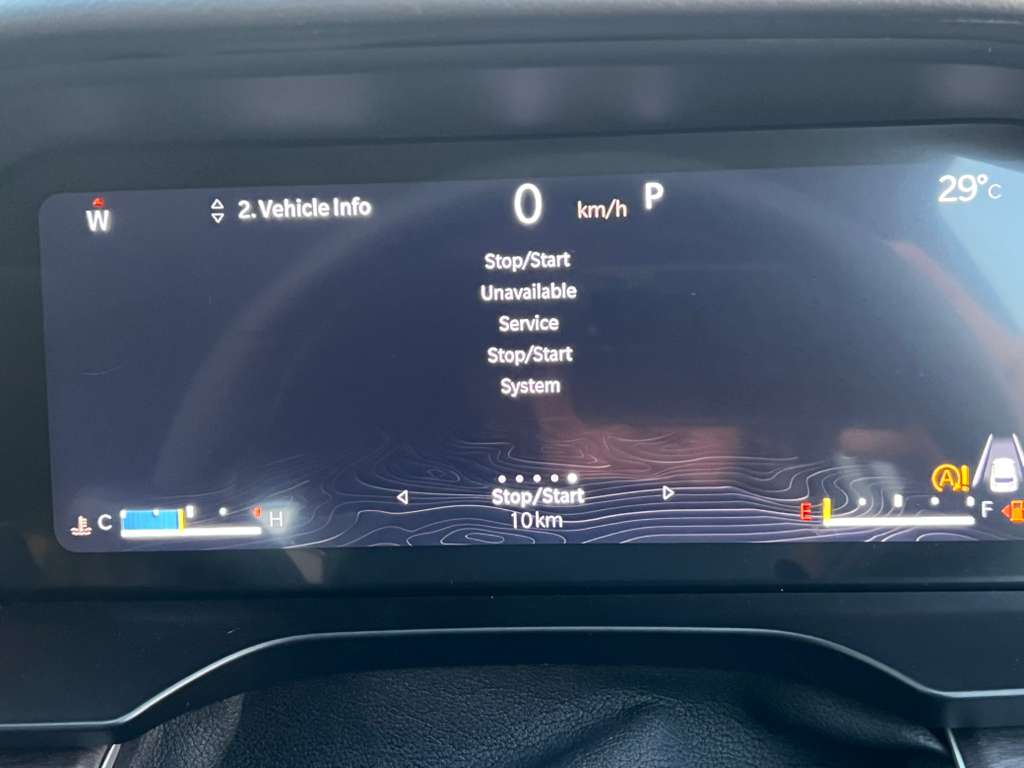 W
2. Vehicle Info
0 km/h P
29°C
Stop/Start
Unavailable
Service
Stop/Start
System
A!
Stop/Start
10km
C H
E F